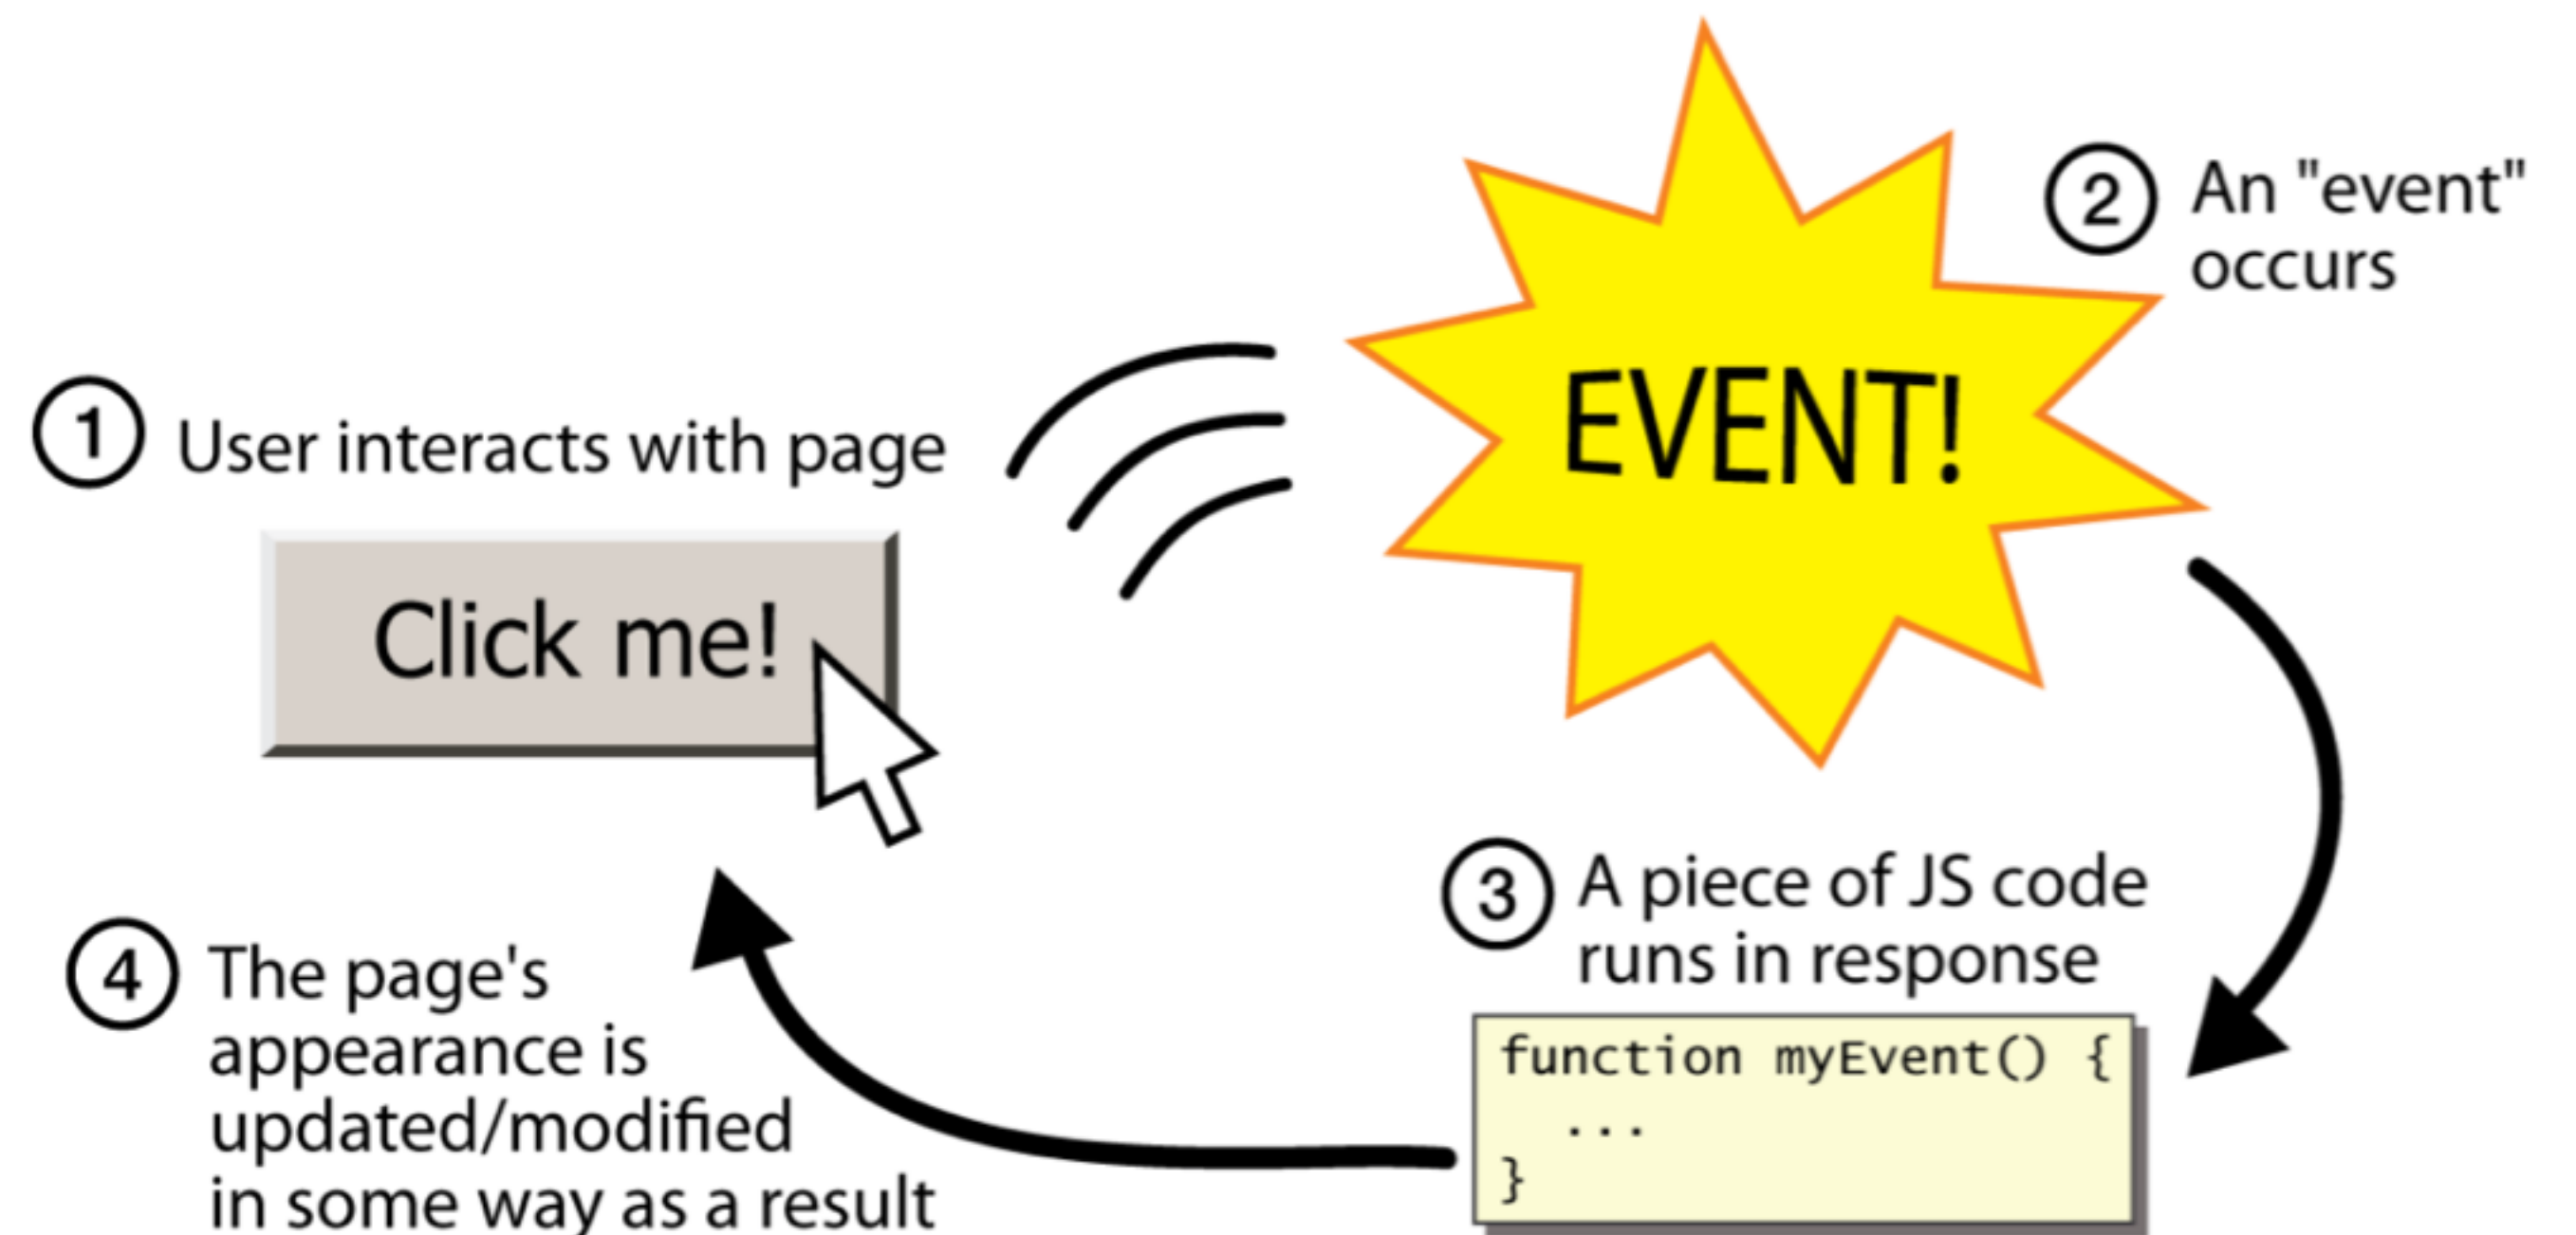 1 User interacts with page
Click me!
EVENT!
2 An "event"
occurs
3 A piece of JS code
runs in response
function myEvent() {
...
}
4 The page's
appearance is
updated/modified
in some way as a result